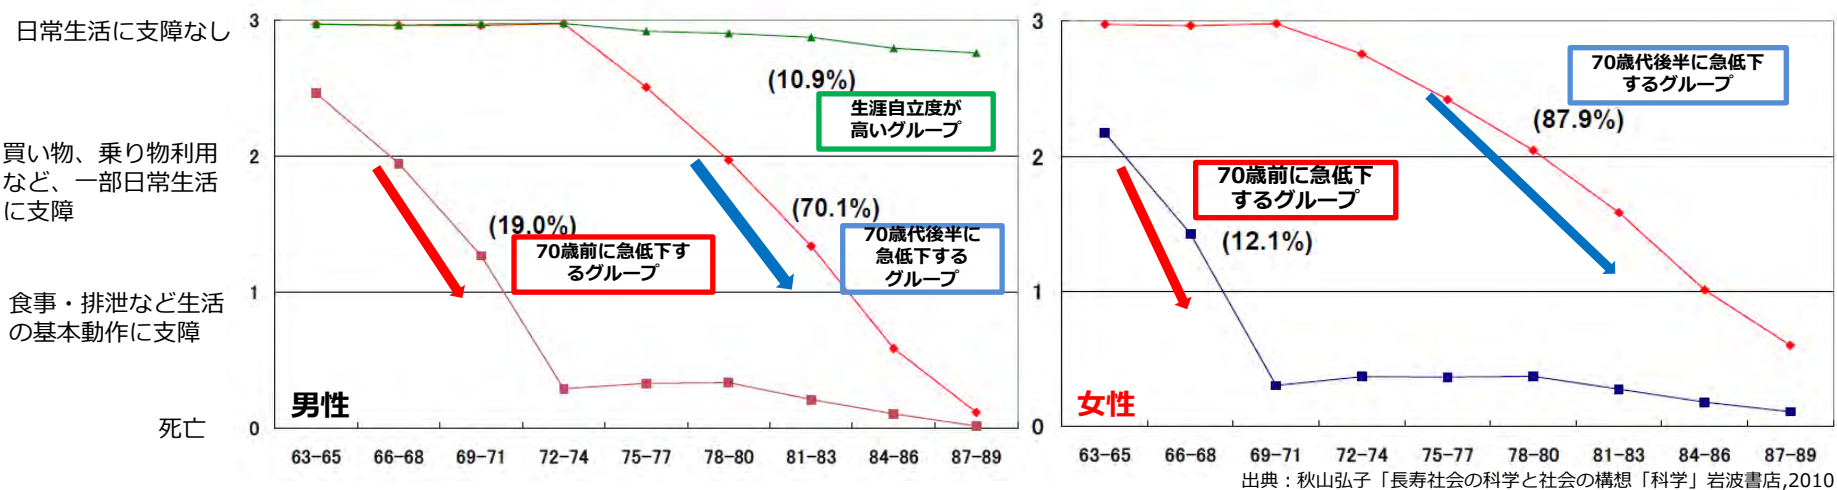 日常生活に支障なし
買い物、乗り物利用
など、一部日常生活
に支障
食事・排泄など生活
の基本動作に支障
死亡
3
2
1
0
(10.9%)
生涯自立度が
高いグループ
(19.0%)
70歳前に急低下す
るグループ
(70.1%)
70歳代後半に
急低下する
グループ
男性
63-65 66-68 69-71 72-74 75-77 78-80 81-83 84-86 87-89
3
2
1
0
70歳代後半に急低下
するグループ
(87.9%)
70歳前に急低下
するグループ
(12.1%)
女性
63-65 66-68 69-71 72-74 75-77 78-80 81-83 84-86 87-89
出典：秋山弘子「長寿社会の科学と社会の構想「科学」岩波書店,2010